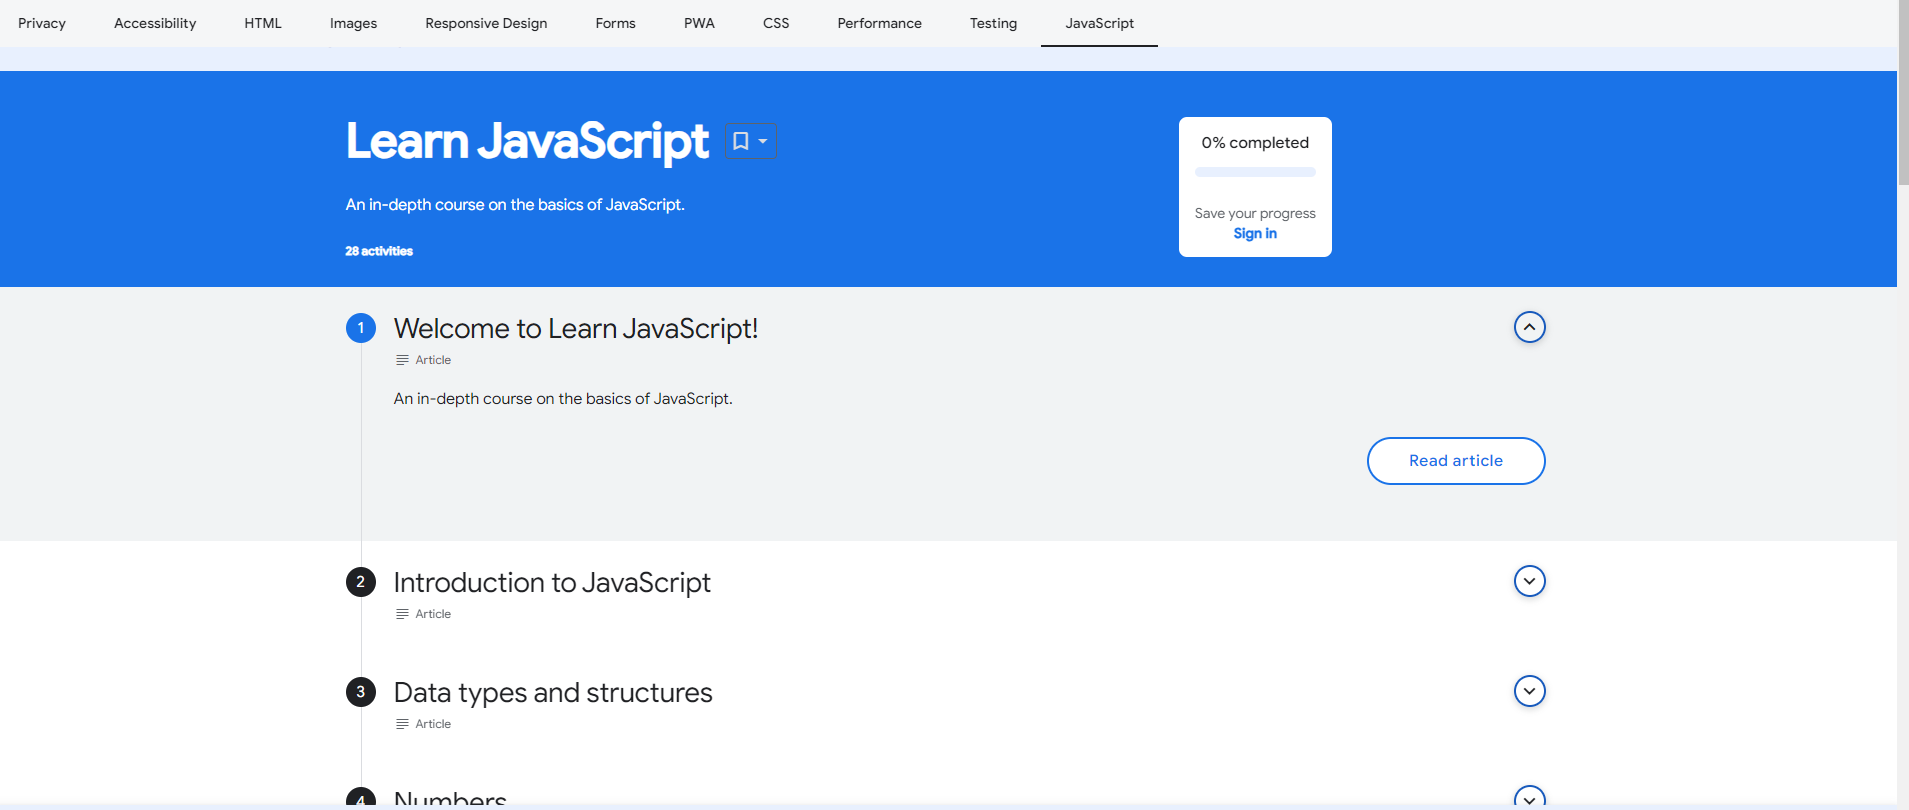 Privacy Accessibility HTML Images Responsive Design Forms PWA CSS Performance Testing JavaScript
Learn JavaScript
An in-depth course on the basics of JavaScript.
28 activities
0% completed
Save your progress
Sign in
1 Welcome to Learn JavaScript!
Article
An in-depth course on the basics of JavaScript.
Read article
2 Introduction to JavaScript
Article
3 Data types and structures
Article
4 Numbers